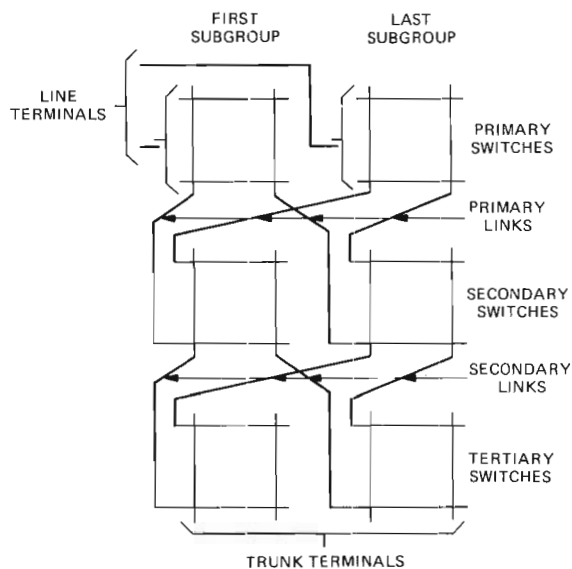 FIRST
SUBGROUP
LAST
SUBGROUP
LINE
TERMINALS
PRIMARY
SWITCHES
PRIMARY
LINKS
SECONDARY
SWITCHES
SECONDARY
LINKS
TERTIARY
SWITCHES
TRUNK TERMINALS